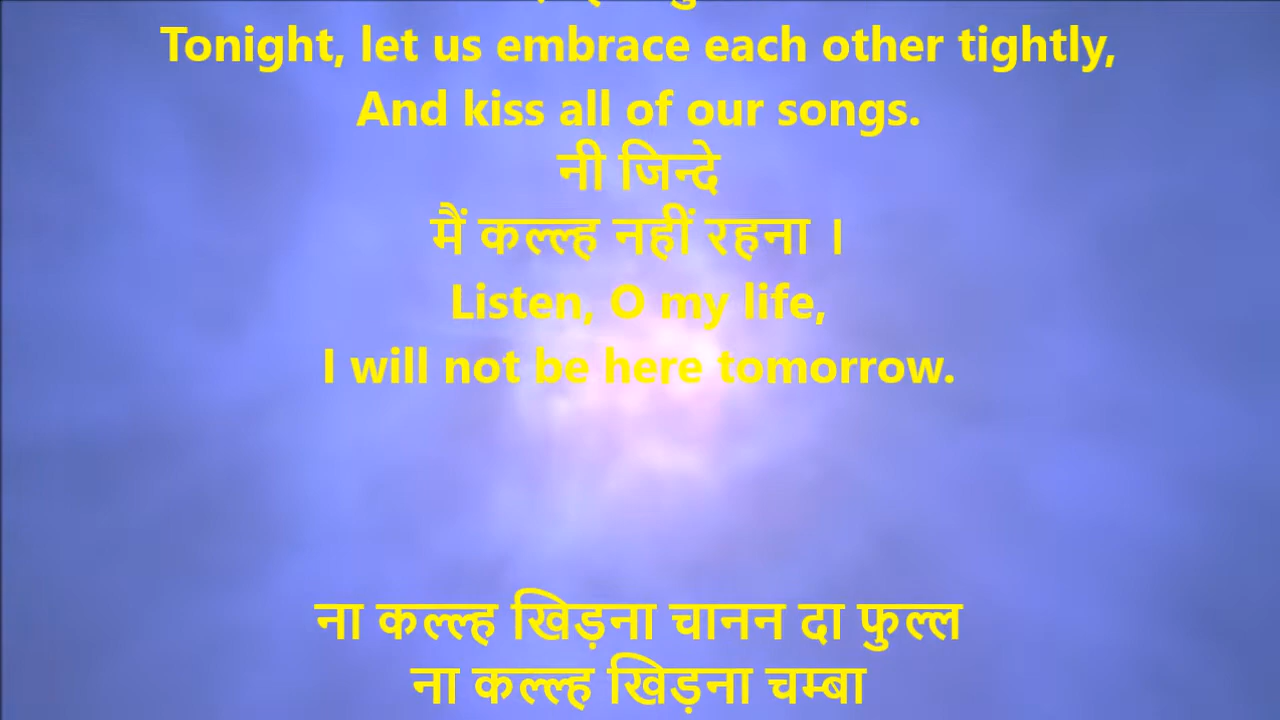 Tonight, let us embrace each other tightly,
And kiss all of our songs.
नी जिन्दे
मैं कल्ल्ह नहीं रहना ।
Listen, O my life,
I will not be here tomorrow.
ना कल्ल्ह खिड़ना चानन दा फुल्ल
ना कल्ल्ह खिड़ना चम्बा